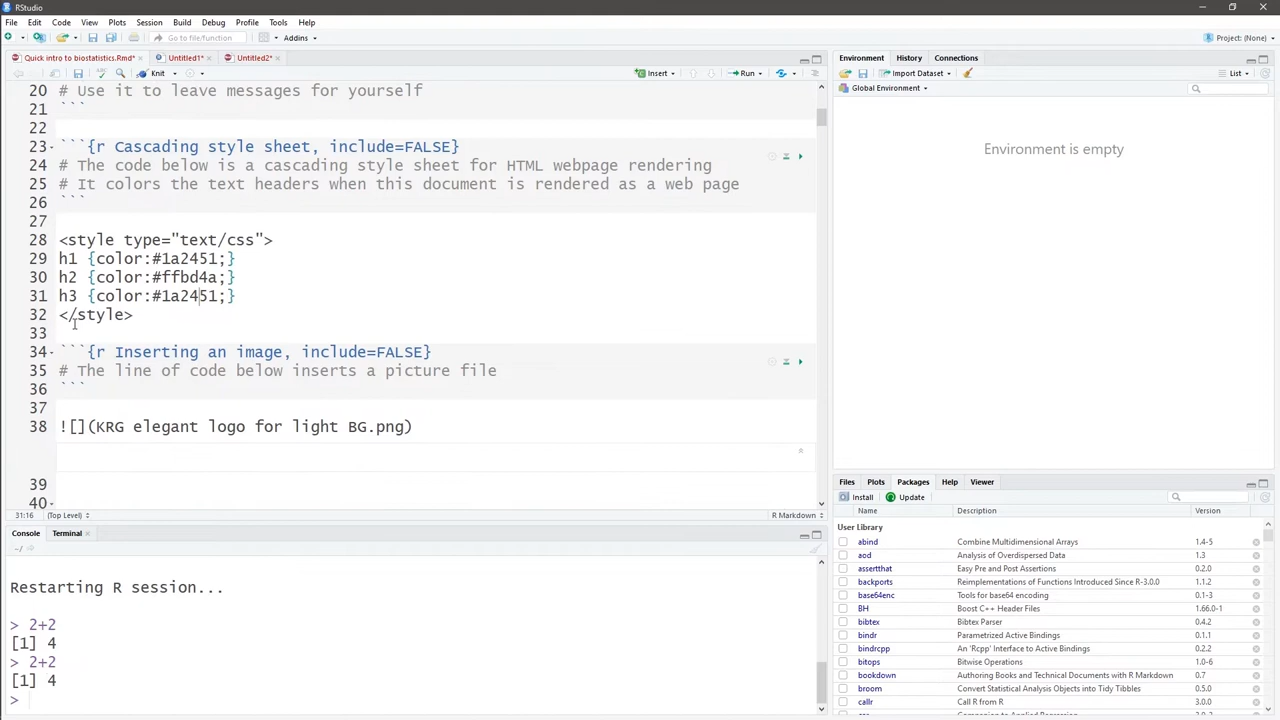 RStudio
File Edit Code View Plots Session Build Debug Profile Tools Help
Go to file/function Addins Project: (None)
Quick intro to biostatistics.Rmd* Untitled1* Untitled2*
Knit Insert Run
20 # Use it to leave messages for yourself
21 ```
22
23 ```{r Cascading style sheet, include=FALSE}
24 # The code below is a cascading style sheet for HTML webpage rendering
25 # It colors the text headers when this document is rendered as a web page
26 ```
27
28 <style type="text/css">
29 h1 {color:#1a2451;}
30 h2 {color:#ffbd4a;}
31 h3 {color:#1a2451;}
32 </style>
33
34 ```{r Inserting an image, include=FALSE}
35 # The line of code below inserts a picture file
36 ```
37
38 ![](KRG elegant logo for light BG.png)
39
40
31:16 (Top Level) R Markdown
Console Terminal
~/
Restarting R session...
> 2+2
[1] 4
> 2+2
[1] 4
>
Environment History Connections
Import Dataset List
Global Environment
Environment is empty
Files Plots Packages Help Viewer
Install Update
Name Description Version
User Library
abind Combine Multidimensional Arrays 1.4-5
aod Analysis of Overdispersed Data 1.3
assertthat Easy Pre and Post Assertions 0.2.0
backports Reimplementations of Functions Introduced Since R-3.0.0 1.1.2
base64enc Tools for base64 encoding 0.1-3
BH Boost C++ Header Files 1.66.0-1
bibtex Bibtex Parser 0.4.2
bindr Parametrized Active Bindings 0.1.1
bindrcpp An 'Rcpp' Interface to Active Bindings 0.2.2
bitops Bitwise Operations 1.0-6
bookdown Authoring Books and Technical Documents with R Markdown 0.7
broom Convert Statistical Analysis Objects into Tidy Tibbles 0.5.0
callr Call R from R 3.0.0